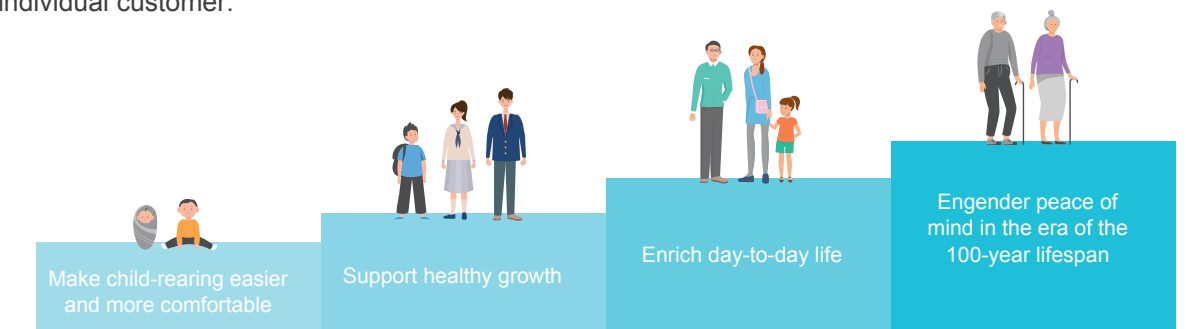 individual customer.
Make child-rearing easier
and more comfortable
Support healthy growth
Enrich day-to-day life
Engender peace of
mind in the era of the
100-year lifespan